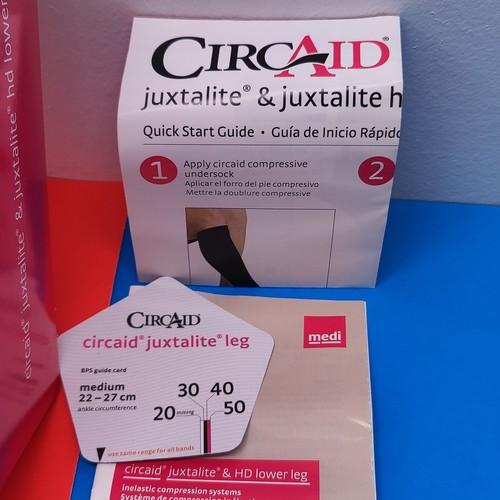 circaid® juxtalite® & juxtalite® hd lower
CIRCAID®
juxtalite® & juxtalite h
Quick Start Guide • Guía de Inicio Rápido
1
Apply circaid compressive
undersock
Aplicar el forro del pie compresivo
Mettre la doublure compressive
2
CIRCAID
circaid® juxtalite® leg
BPS guide card
medium
22 – 27 cm
ankle circumference
30 40
20 mmHg 50
use same range for all bands
medi
circaid® juxtalite® & HD lower leg
inelastic compression systems